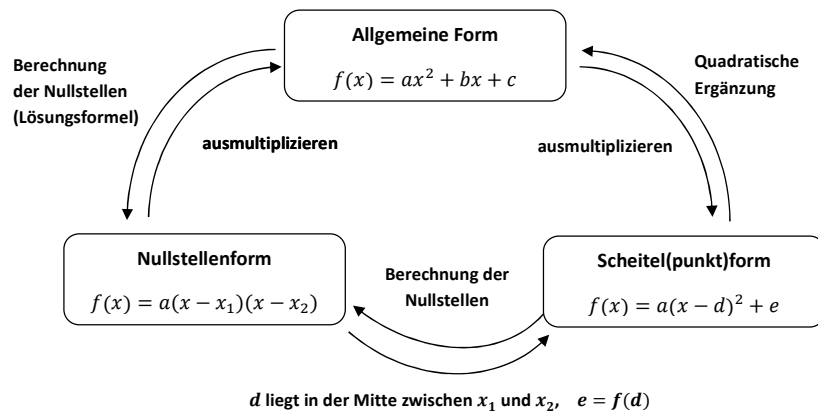 Allgemeine Form
f(x) = ax² + bx + c
Berechnung
der Nullstellen
(Lösungsformel)
Quadratische
Ergänzung
ausmultiplizieren
ausmultiplizieren
Nullstellenform
f(x) = a(x − x₁)(x − x₂)
Berechnung der
Nullstellen
Scheitel(punkt)form
f(x) = a(x − d)² + e
d liegt in der Mitte zwischen x₁ und x₂, e = f(d)